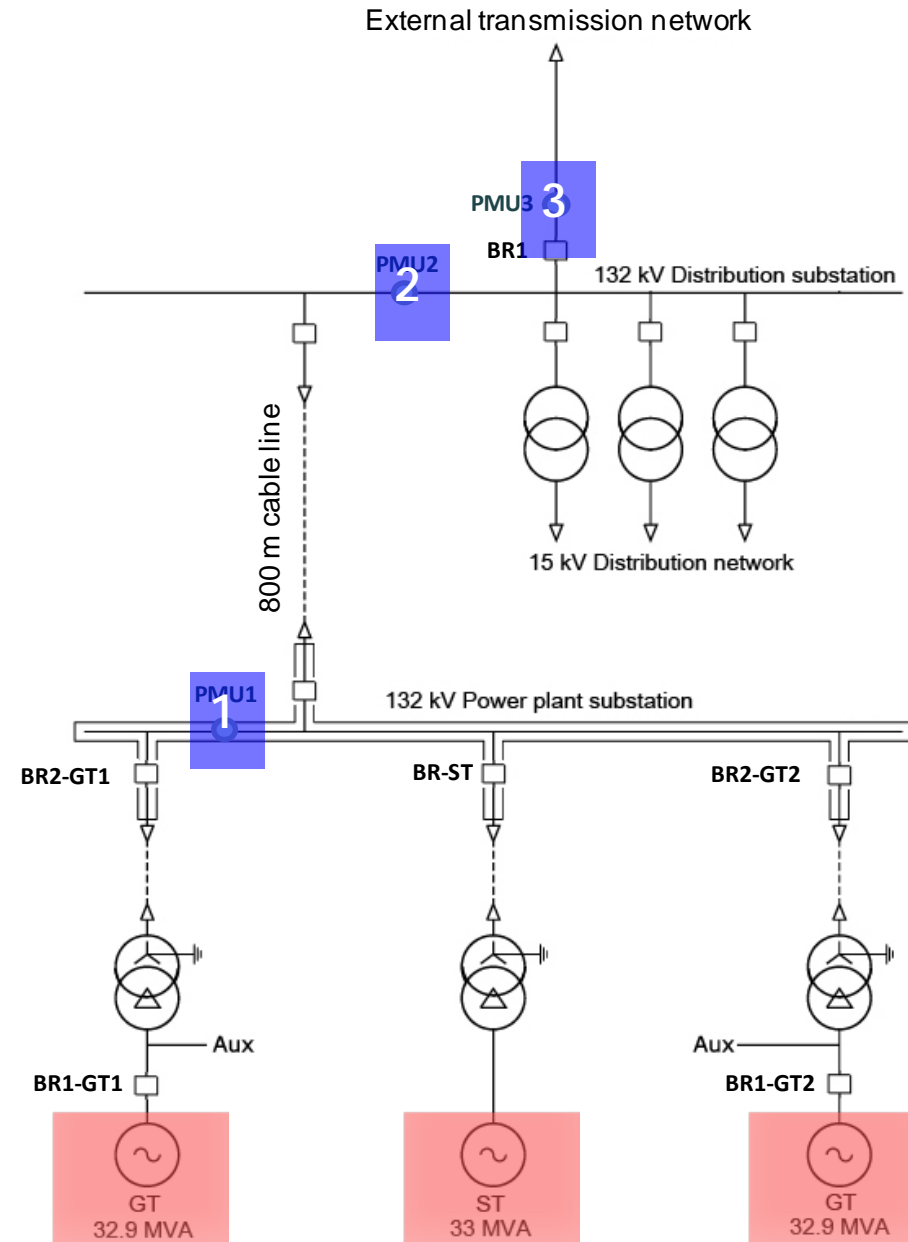 External transmission network
3
PMU3
BR1
PMU2
2
132 kV Distribution substation
800 m cable line
15 kV Distribution network
PMU1
1
132 kV Power plant substation
BR2-GT1
BR-ST
BR2-GT2
Aux
Aux
BR1-GT1
BR1-GT2
GT
32.9 MVA
ST
33 MVA
GT
32.9 MVA